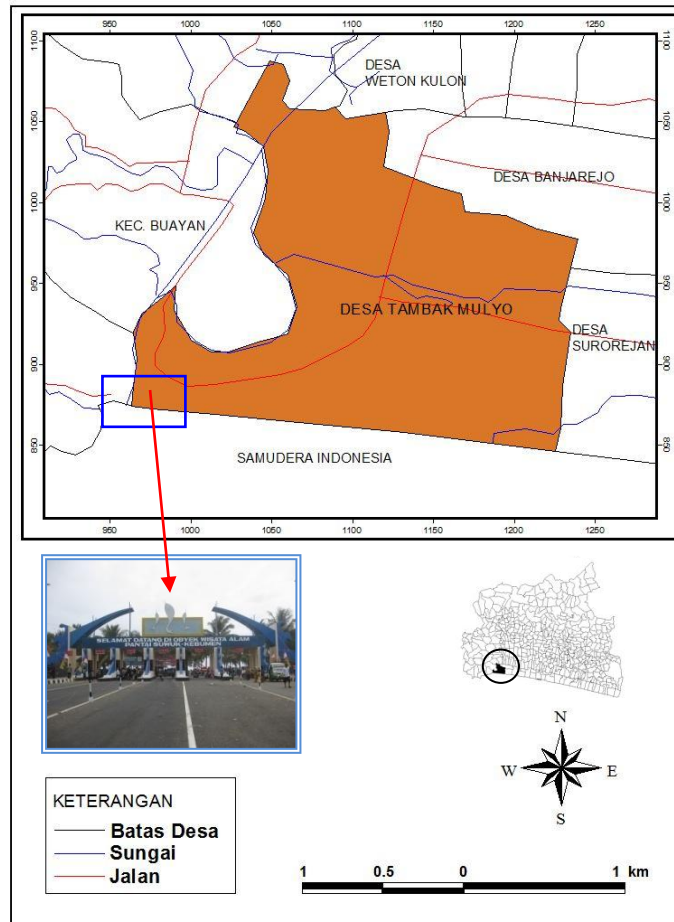 950 1000 1050 1100 1150 1200 1250
1100 1050 1000 950 900 850
1100 1050 1000 950 900 850
DESA
WETON KULON
DESA BANJAREJO
KEC. BUAYAN
DESA TAMBAK MULYO
DESA
SUROREJAN
SAMUDERA INDONESIA
950 1000 1050 1100 1150 1200 1250
SELAMAT DATANG DI OBYEK WISATA ALAM
PANTAI SUWUK-KEBUMEN
N
W E
S
KETERANGAN
Batas Desa
Sungai
Jalan
1 0.5 0 1 km